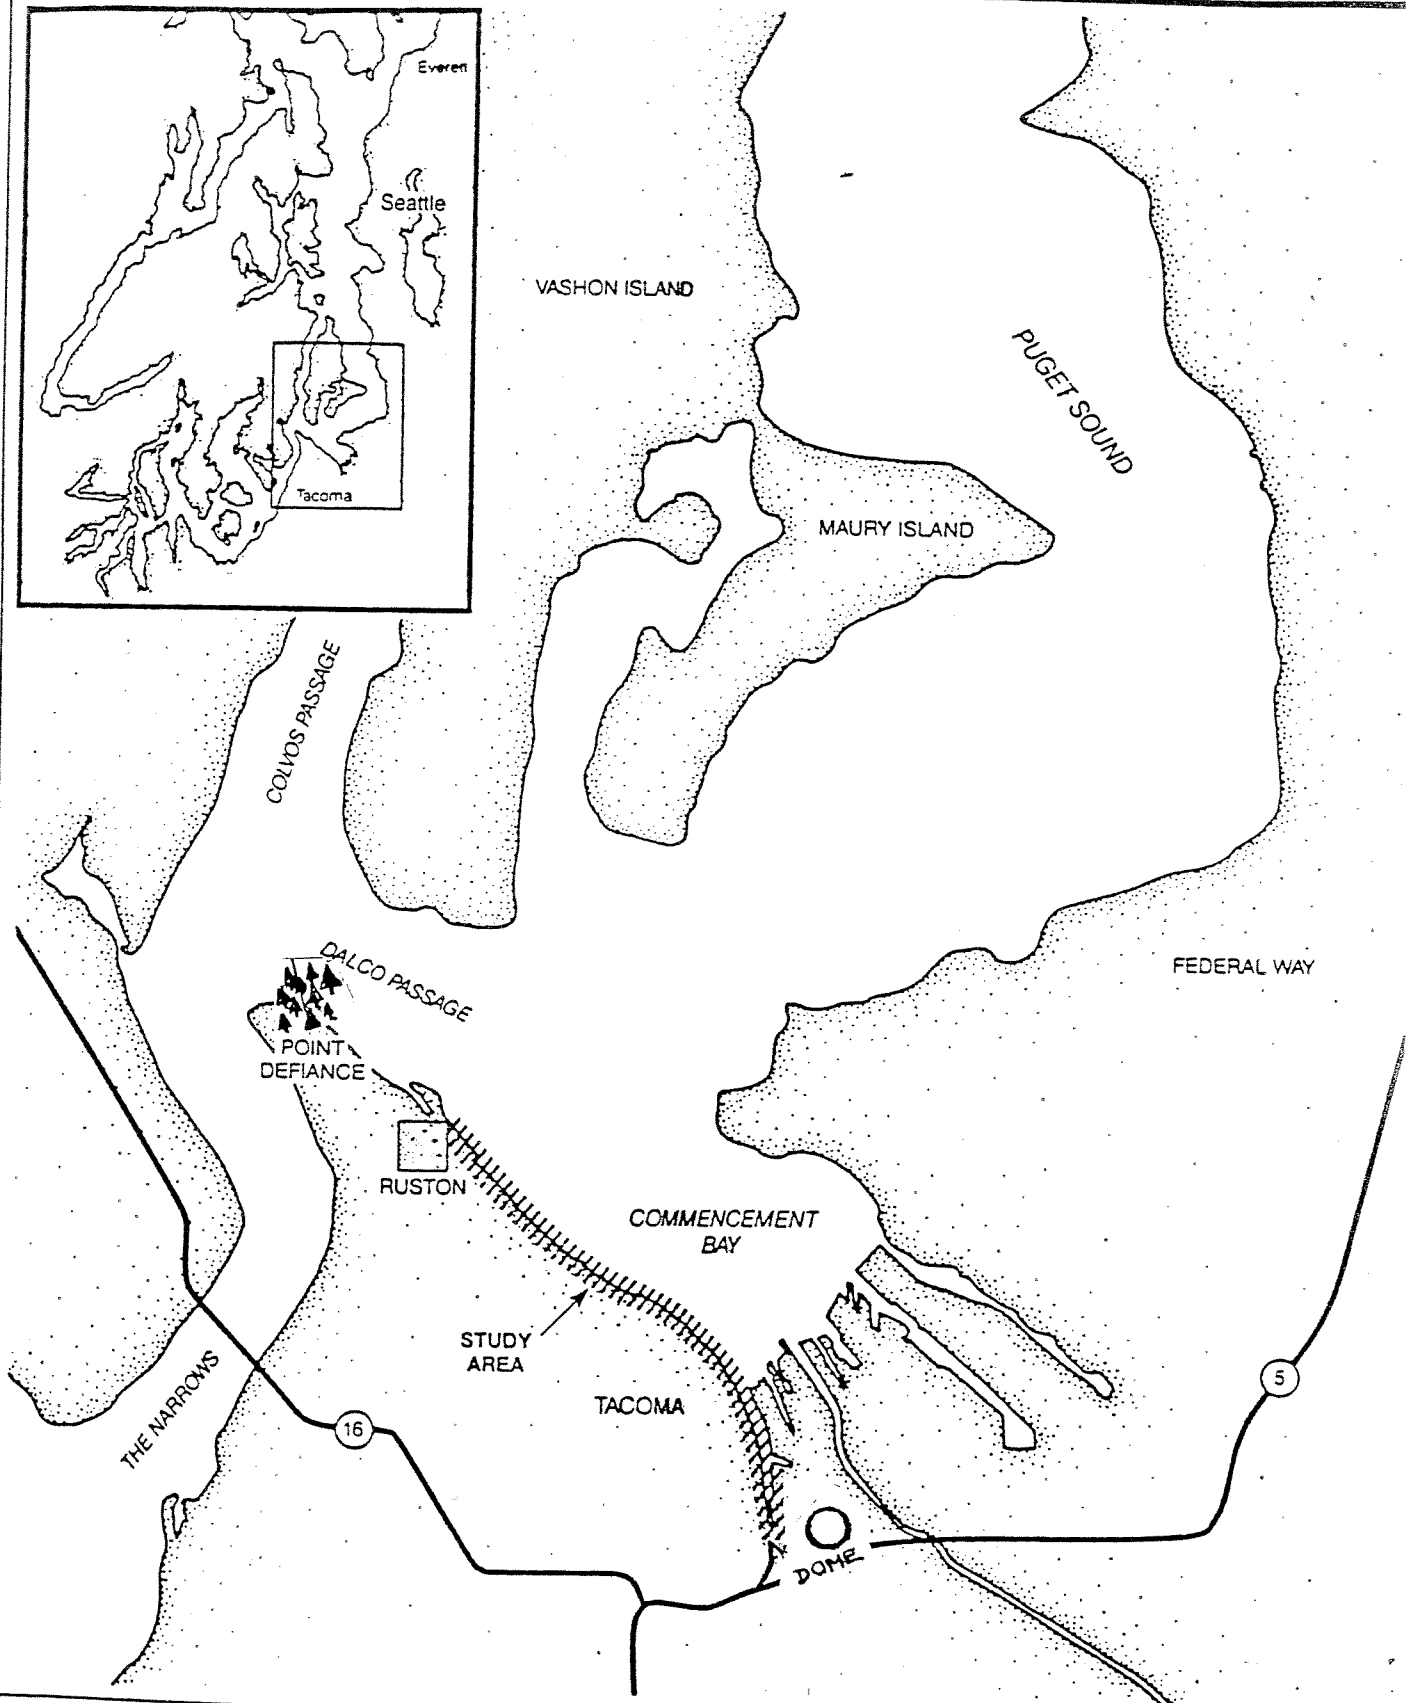 Everett
Seattle
Tacoma
VASHON ISLAND
PUGET SOUND
MAURY ISLAND
COLVOS PASSAGE
DALCO PASSAGE
FEDERAL WAY
POINT
DEFIANCE
RUSTON
COMMENCEMENT
BAY
STUDY
AREA
TACOMA
THE NARROWS
16
5
DOME